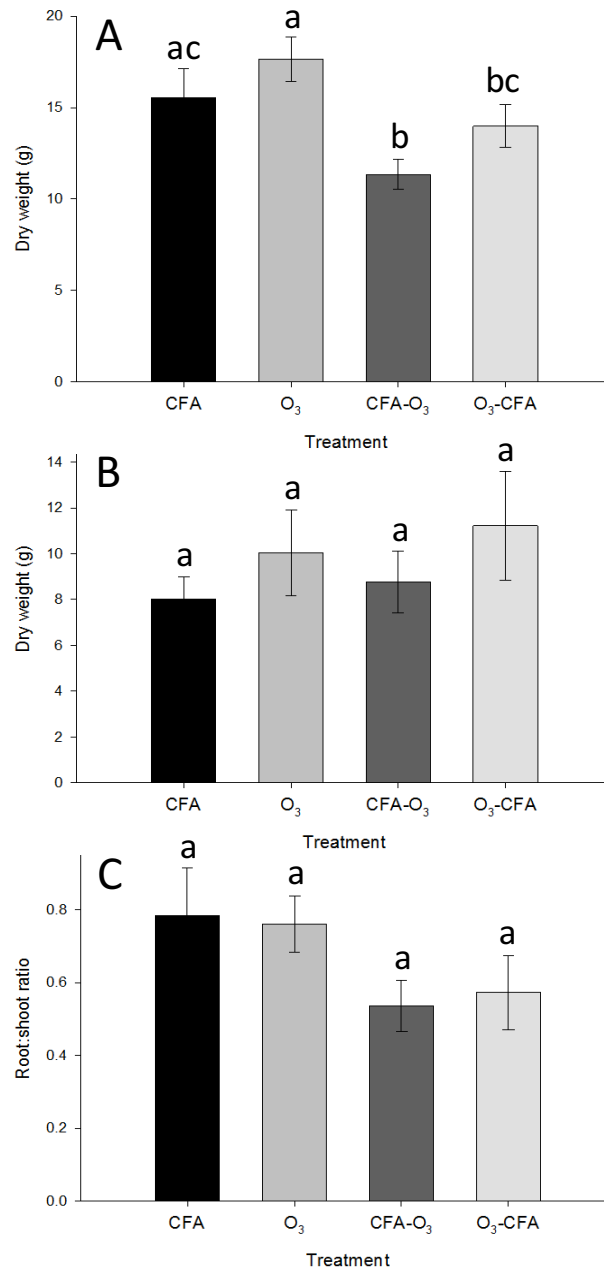 A
20
15
10
5
0
Dry weight (g)
ac
a
b
bc
CFA
O₃
CFA-O₃
O₃-CFA
Treatment
B
14
12
10
8
6
4
2
0
Dry weight (g)
a
a
a
a
CFA
O₃
CFA-O₃
O₃-CFA
Treatment
C
0.8
0.6
0.4
0.2
0.0
Root:shoot ratio
a
a
a
a
CFA
O₃
CFA-O₃
O₃-CFA
Treatment